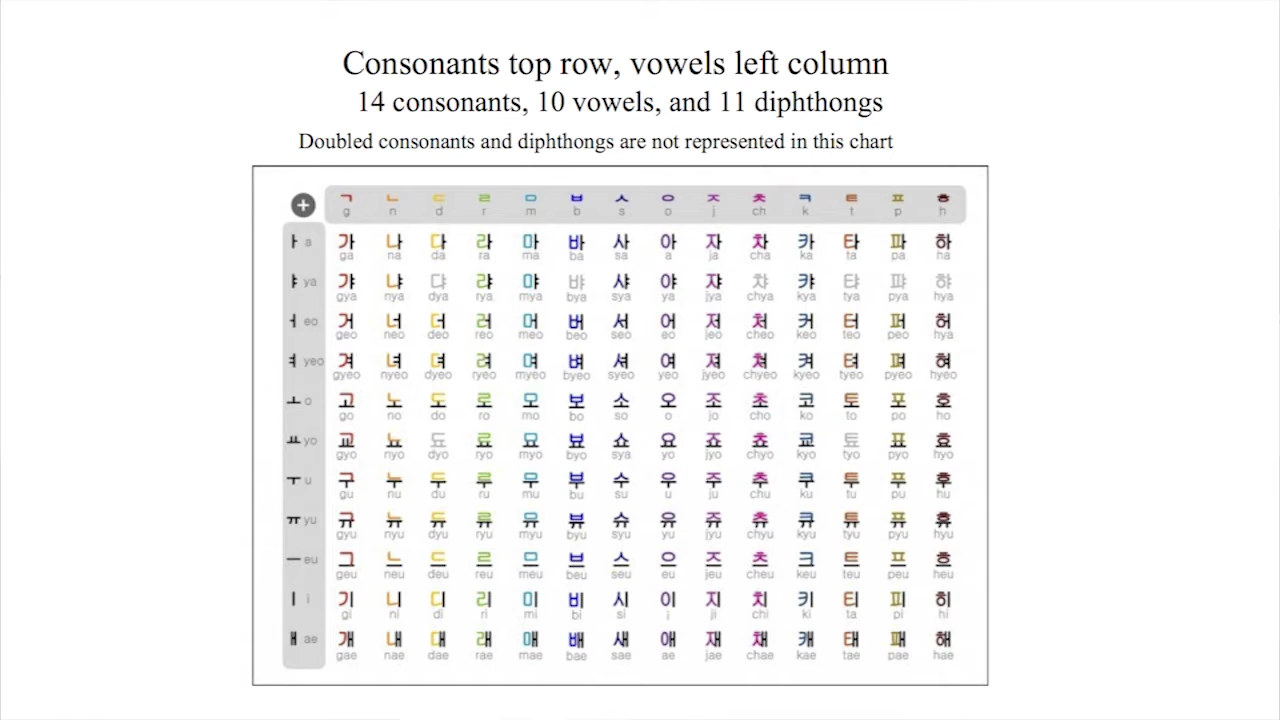 Consonants top row, vowels left column
14 consonants, 10 vowels, and 11 diphthongs
Doubled consonants and diphthongs are not represented in this chart
+ ㄱ ㄴ ㄷ ㄹ ㅁ ㅂ ㅅ ㅇ ㅈ ㅊ ㅋ ㅌ ㅍ ㅎ
g n d r m b s o j ch k t p h
ㅏ a 가 나 다 라 마 바 사 아 자 차 카 타 파 하
ga na da ra ma ba sa a ja cha ka ta pa ha
ㅑ ya 갸 냐 댜 랴 먀 뱌 샤 야 쟈 챠 캬 탸 퍄 햐
gya nya dya rya mya bya sya ya jya chya kya tya pya hya
ㅓ eo 거 너 더 러 머 버 서 어 저 처 커 터 퍼 허
geo neo deo reo meo beo seo eo jeo cheo keo teo peo hya
ㅕ yeo 겨 녀 뎌 려 며 벼 셔 여 져 쳐 켜 텨 펴 혀
gyeo nyeo dyeo ryeo myeo byeo syeo yeo jyeo chyeo kyeo tyeo pyeo hyeo
ㅗ o 고 노 도 로 모 보 소 오 조 초 코 토 포 호
go no do ro mo bo so o jo cho ko to po ho
ㅛ yo 교 뇨 됴 료 묘 뵤 쇼 요 죠 쵸 쿄 툐 표 효
gyo nyo dyo ryo myo byo sya yo jyo chyo kyo tyo pyo hyo
ㅜ u 구 누 두 루 무 부 수 우 주 추 쿠 투 푸 후
gu nu du ru mu bu su u ju chu ku tu pu hu
ㅠ yu 규 뉴 듀 류 뮤 뷰 슈 유 쥬 츄 큐 튜 퓨 휴
gyu nyu dyu ryu myu byu syu yu jyu chyu kyu tyu pyu hyu
ㅡ eu 그 느 드 르 므 브 스 으 즈 츠 크 트 프 흐
geu neu deu reu meu beu seu eu jeu cheu keu teu peu heu
ㅣ i 기 니 디 리 미 비 시 이 지 치 키 티 피 히
gi ni di ri mi bi si i ji chi ki ta pi hi
ㅐ ae 개 내 대 래 매 배 새 애 재 채 캐 태 패 해
gae nae dae rae mae bae sae ae jae chae kae tae pae hae